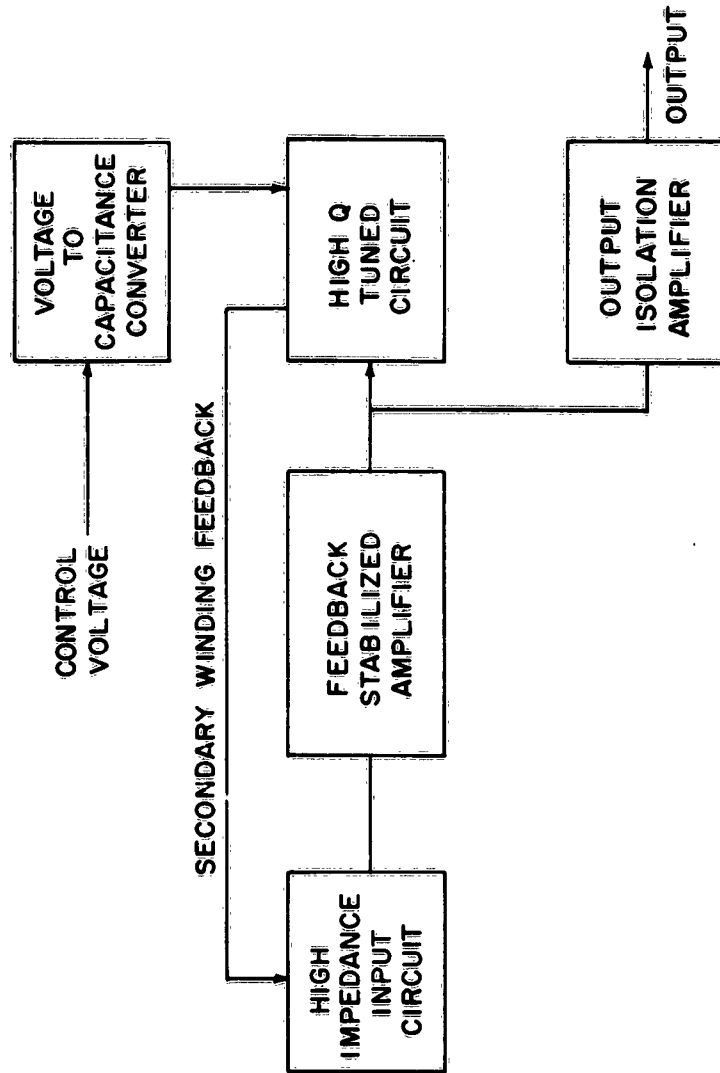 CONTROL
VOLTAGE
VOLTAGE
TO
CAPACITANCE
CONVERTER
SECONDARY WINDING FEEDBACK
HIGH
IMPEDANCE
INPUT
CIRCUIT
FEEDBACK
STABILIZED
AMPLIFIER
HIGH Q
TUNED
CIRCUIT
OUTPUT
ISOLATION
AMPLIFIER
OUTPUT